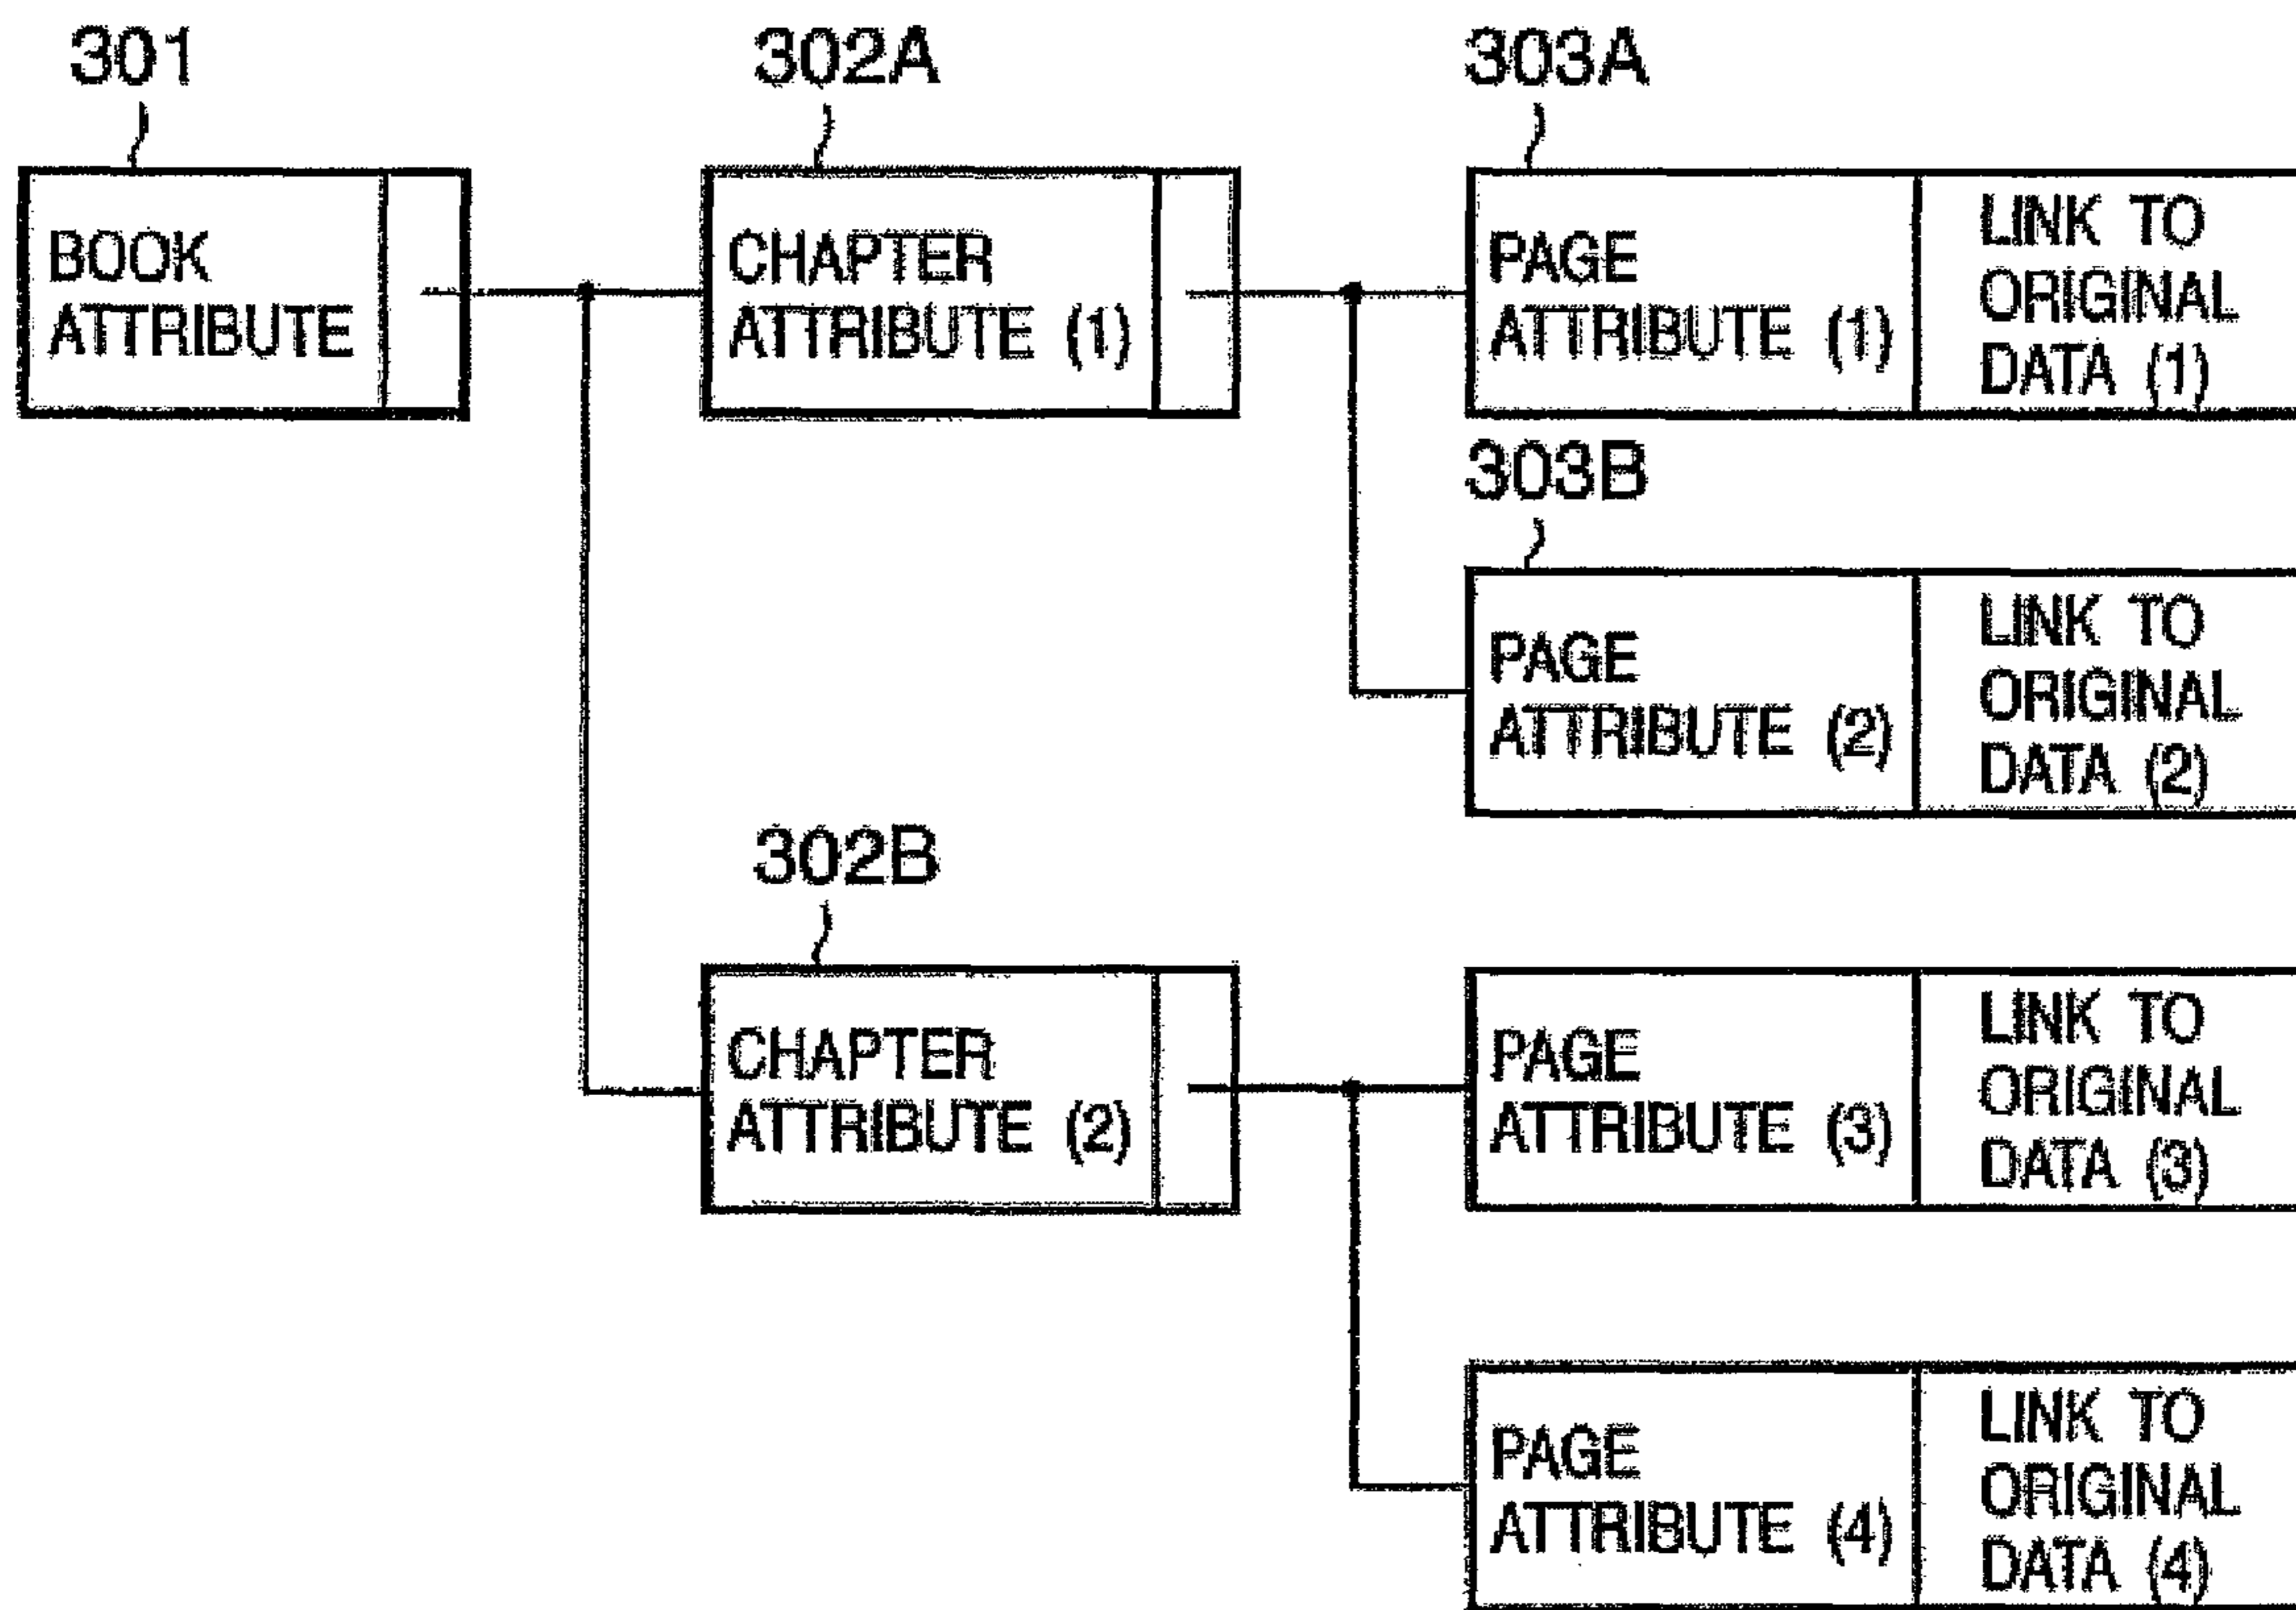 301
302A
303A
BOOK
ATTRIBUTE
CHAPTER
ATTRIBUTE (1)
PAGE
ATTRIBUTE (1)
LINK TO
ORIGINAL
DATA (1)
303B
PAGE
ATTRIBUTE (2)
LINK TO
ORIGINAL
DATA (2)
302B
CHAPTER
ATTRIBUTE (2)
PAGE
ATTRIBUTE (3)
LINK TO
ORIGINAL
DATA (3)
PAGE
ATTRIBUTE (4)
LINK TO
ORIGINAL
DATA (4)